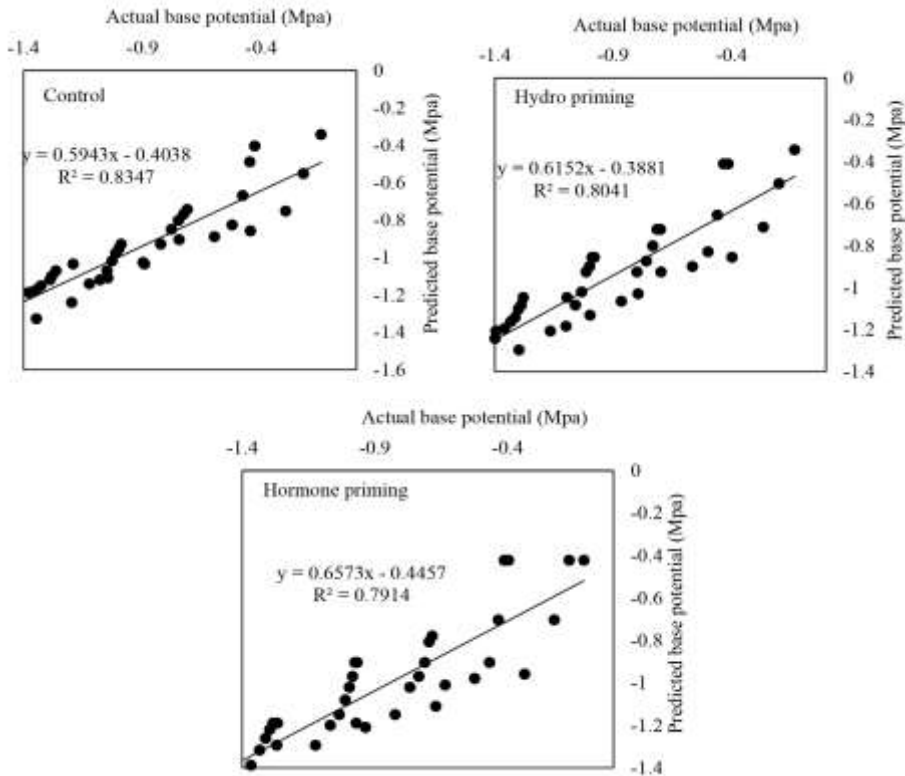 Actual base potential (Mpa)
-1.4 -0.9 -0.4
0
-0.2
-0.4
-0.6
-0.8
-1.0
-1.2
-1.4
-1.6
Predicted base potential (Mpa)
Control
y = 0.5943x - 0.4038
R² = 0.8347
Actual base potential (Mpa)
-1.4 -0.9 -0.4
0
-0.2
-0.4
-0.6
-0.8
-1
-1.2
-1.4
Predicted base potential (Mpa)
Hydro priming
y = 0.6152x - 0.3881
R² = 0.8041
Actual base potential (Mpa)
-1.4 -0.9 -0.4
0
-0.2
-0.4
-0.6
-0.8
-1
-1.2
-1.4
Predicted base potential (Mpa)
Hormone priming
y = 0.6573x - 0.4457
R² = 0.7914